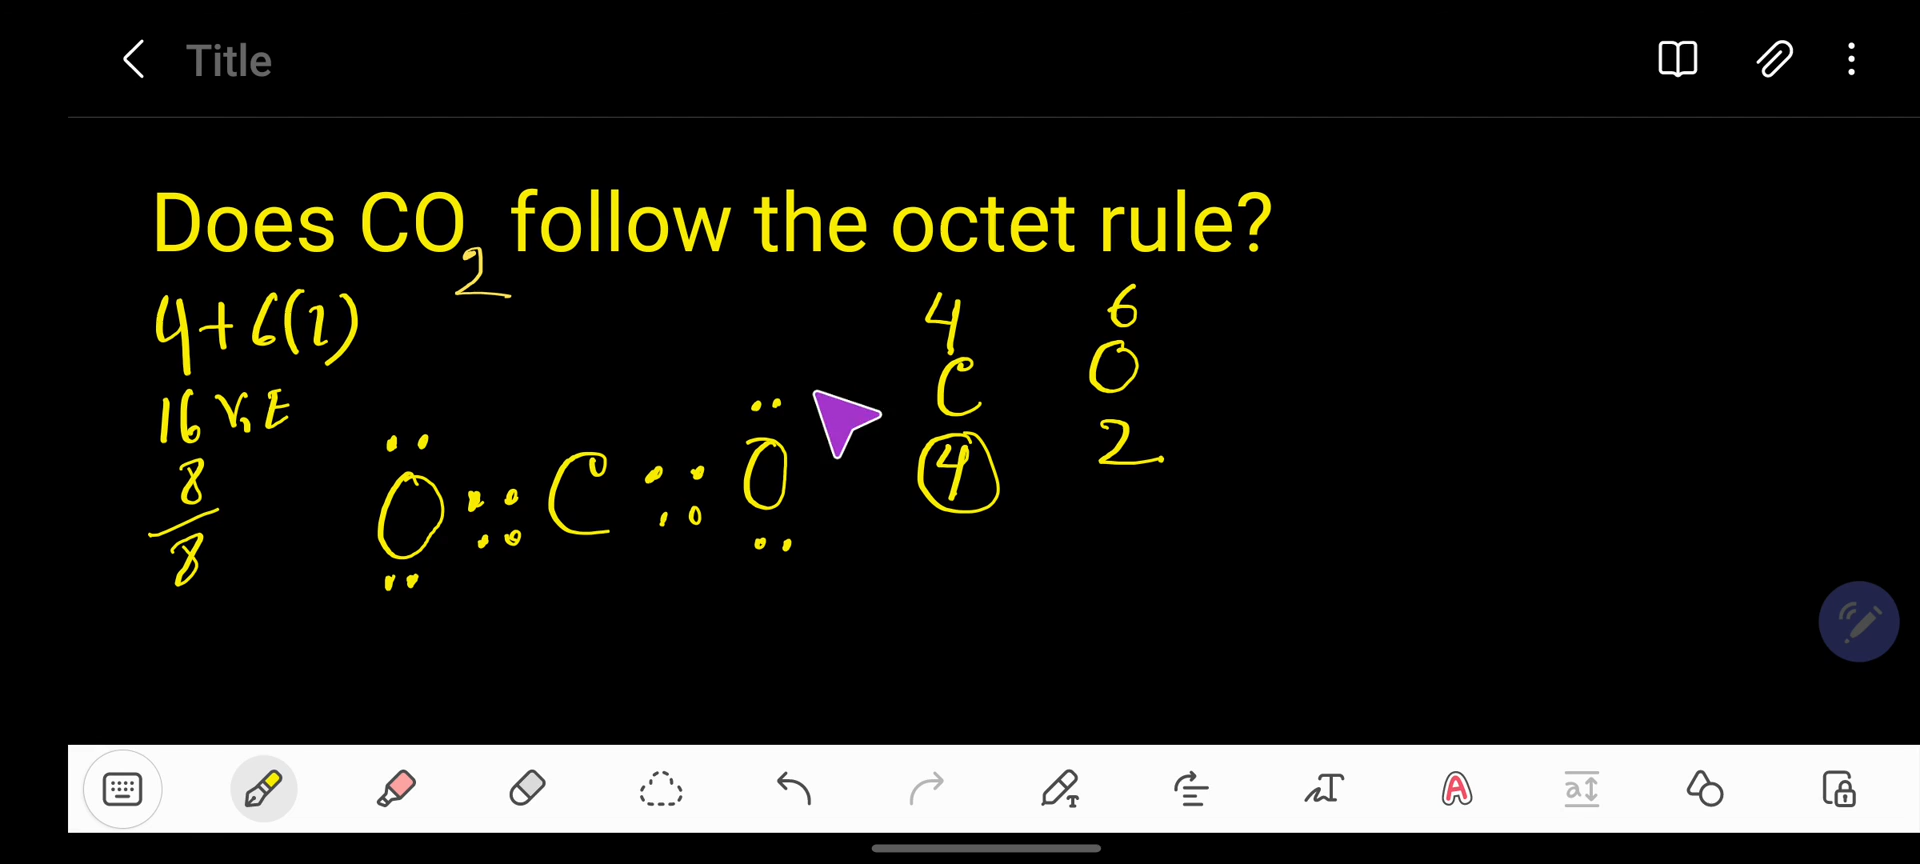 Title
Does CO2 follow the octet rule?
4+6(2)
16 V.E
8
8
O :: C :: O
4
C
4
6
O
2